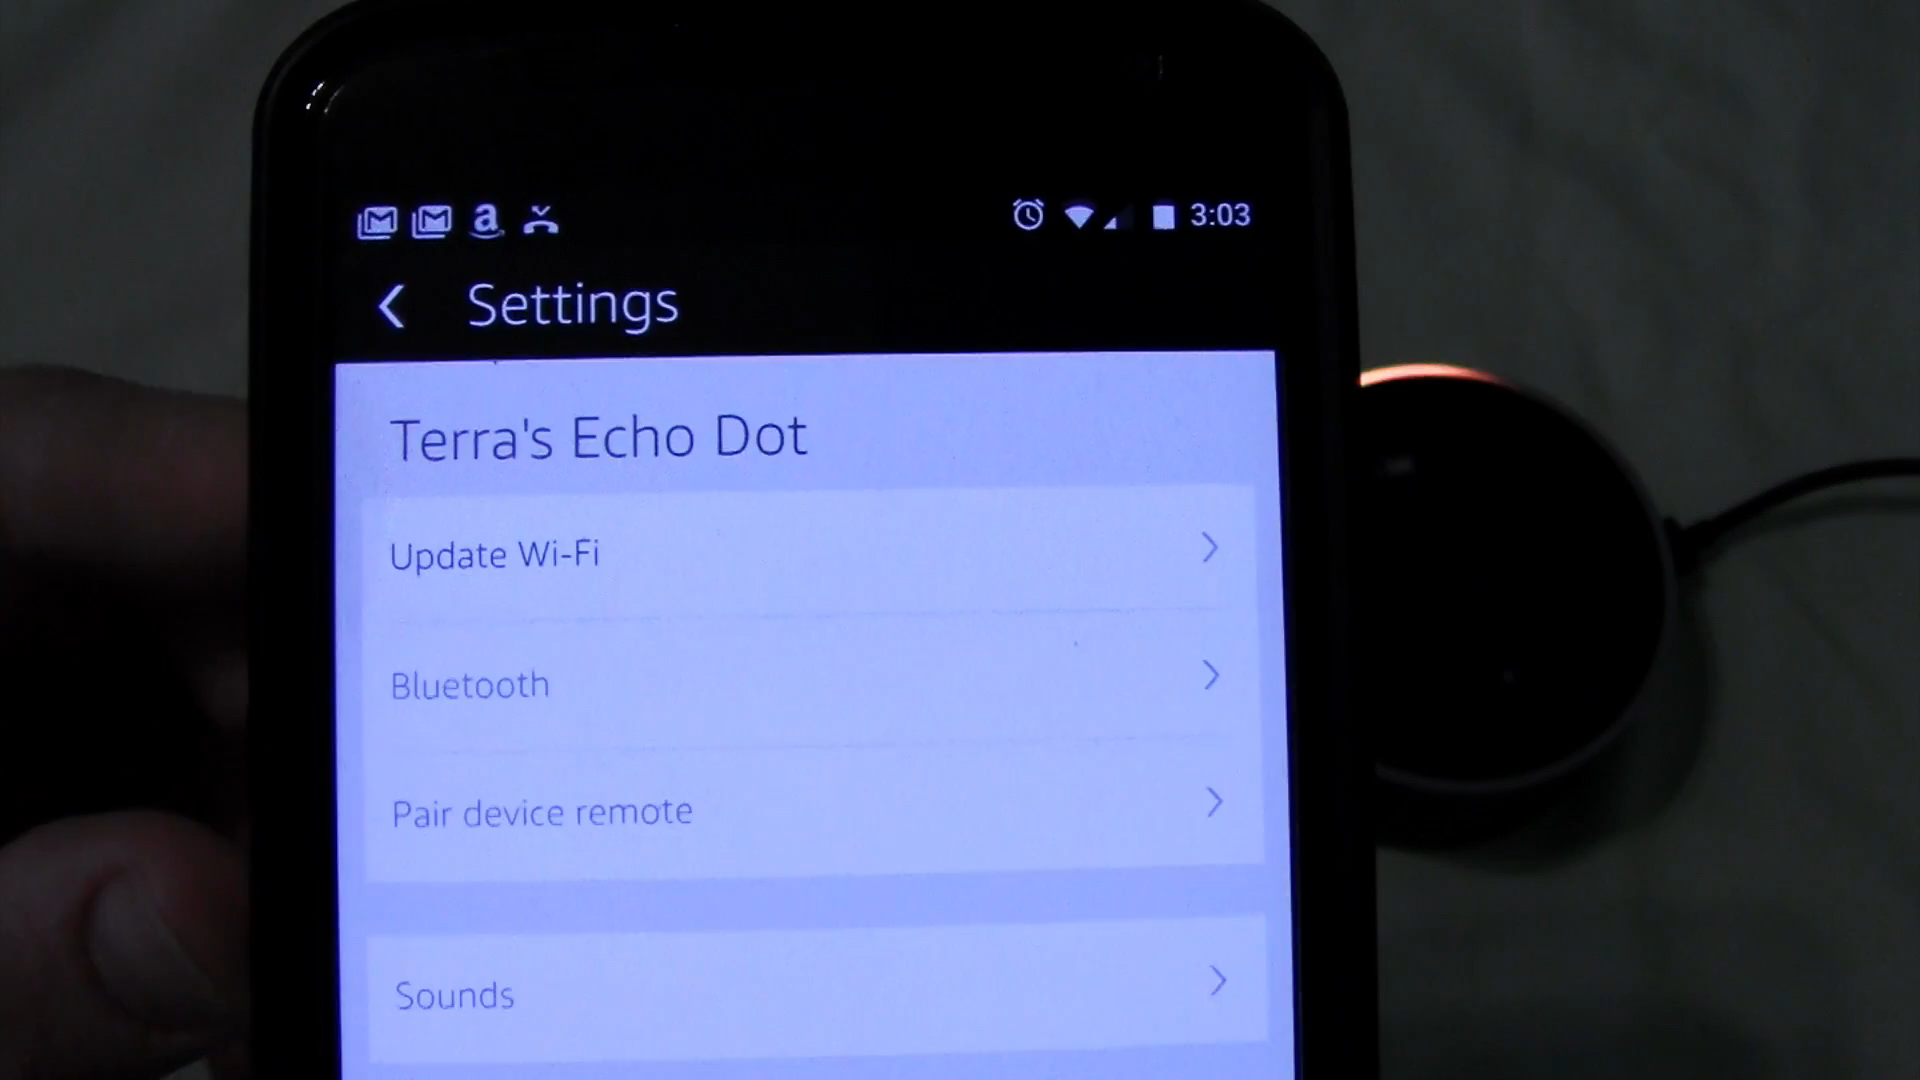 3:03
Settings
Terra's Echo Dot
Update Wi-Fi
Bluetooth
Pair device remote
Sounds